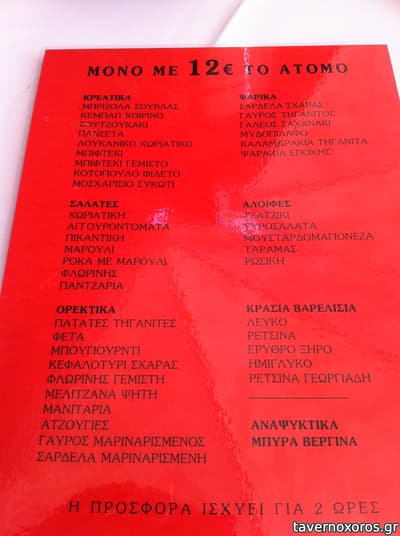 ΜΟΝΟ ΜΕ 12€ ΤΟ ΑΤΟΜΟ
ΚΡΕΑΤΙΚΑ
ΜΠΡΙΖΟΛΑ ΣΟΥΒΛΑΣ
ΚΕΜΠΑΠ ΧΟΙΡΙΝΟ
ΣΟΥΤΖΟΥΚΑΚΙ
ΠΑΝΣΕΤΑ
ΛΟΥΚΑΝΙΚΟ ΧΩΡΙΑΤΙΚΟ
ΜΠΙΦΤΕΚΙ
ΜΠΙΦΤΕΚΙ ΓΕΜΙΣΤΟ
ΚΟΤΟΠΟΥΛΟ ΦΙΛΕΤΟ
ΜΟΣΧΑΡΙΣΙΟ ΣΥΚΩΤΙ
ΨΑΡΙΚΑ
ΣΑΡΔΕΛΑ ΣΧΑΡΑΣ
ΓΑΥΡΟΣ ΤΗΓΑΝΙΤΟΣ
ΓΑΛΕΟΣ ΣΑΧΑΝΑΚΙ
ΜΥΔΟΠΙΛΑΦΟ
ΚΑΛΑΜΑΡΑΚΙΑ ΤΗΓΑΝΙΤΑ
ΨΑΡΑΚΙΑ ΕΠΟΧΗΣ
ΣΑΛΑΤΕΣ
ΧΩΡΙΑΤΙΚΗ
ΑΓΓΟΥΡΟΝΤΟΜΑΤΑ
ΠΙΚΑΝΤΙΚΗ
ΜΑΡΟΥΛΙ
ΡΟΚΑ ΜΕ ΜΑΡΟΥΛΙ
ΦΛΩΡΙΝΗΣ
ΠΑΝΤΖΑΡΙΑ
ΑΛΟΙΦΕΣ
ΤΖΑΤΖΙΚΙ
ΤΥΡΟΣΑΛΑΤΑ
ΜΟΥΣΤΑΡΔΟΜΑΓΙΟΝΕΖΑ
ΤΑΡΑΜΑΣ
ΡΩΣΙΚΗ
ΟΡΕΚΤΙΚΑ
ΠΑΤΑΤΕΣ ΤΗΓΑΝΙΤΕΣ
ΦΕΤΑ
ΜΠΟΥΓΙΟΥΡΝΤΙ
ΚΕΦΑΛΟΤΥΡΙ ΣΧΑΡΑΣ
ΦΛΩΡΙΝΗΣ ΓΕΜΙΣΤΗ
ΜΕΛΙΤΖΑΝΑ ΨΗΤΗ
ΜΑΝΙΤΑΡΙΑ
ΑΤΖΟΥΓΙΕΣ
ΓΑΥΡΟΣ ΜΑΡΙΝΑΡΙΣΜΕΝΟΣ
ΣΑΡΔΕΛΑ ΜΑΡΙΝΑΡΙΣΜΕΝΗ
ΚΡΑΣΙΑ ΒΑΡΕΛΙΣΙΑ
ΛΕΥΚΟ
ΡΕΤΣΙΝΑ
ΕΡΥΘΡΟ ΞΗΡΟ
ΗΜΙΓΛΥΚΟ
ΡΕΤΣΙΝΑ ΓΕΩΡΓΙΑΔΗ
ΑΝΑΨΥΚΤΙΚΑ
ΜΠΥΡΑ ΒΕΡΓΙΝΑ
Η ΠΡΟΣΦΟΡΑ ΙΣΧΥΕΙ ΓΙΑ 2 ΩΡΕΣ
tavernoxoros.gr